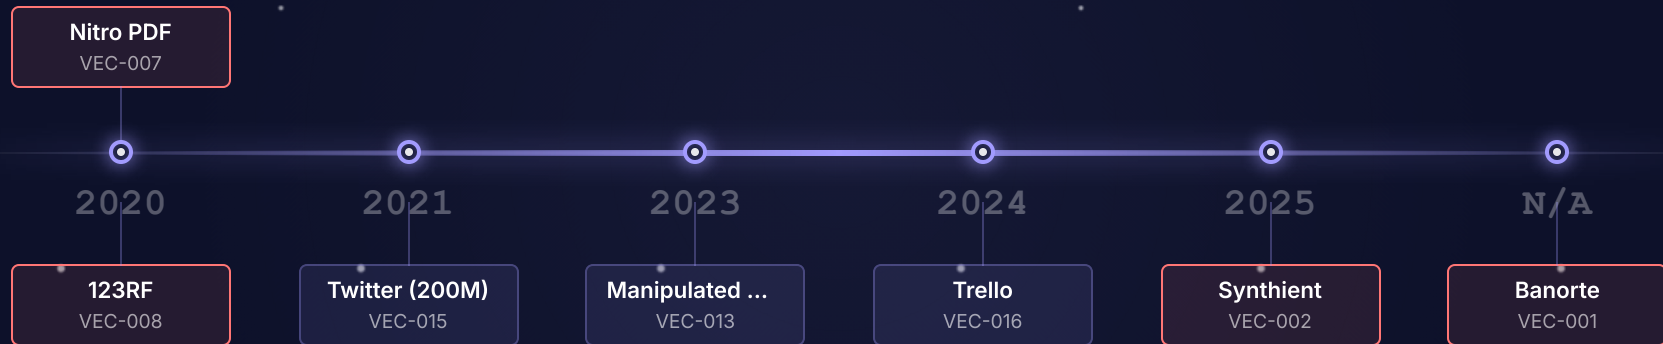 Nitro PDF
VEC-007
2020
2021
2023
2024
2025
N/A
123RF
VEC-008
Twitter (200M)
VEC-015
Manipulated ...
VEC-013
Trello
VEC-016
Synthient
VEC-002
Banorte
VEC-001